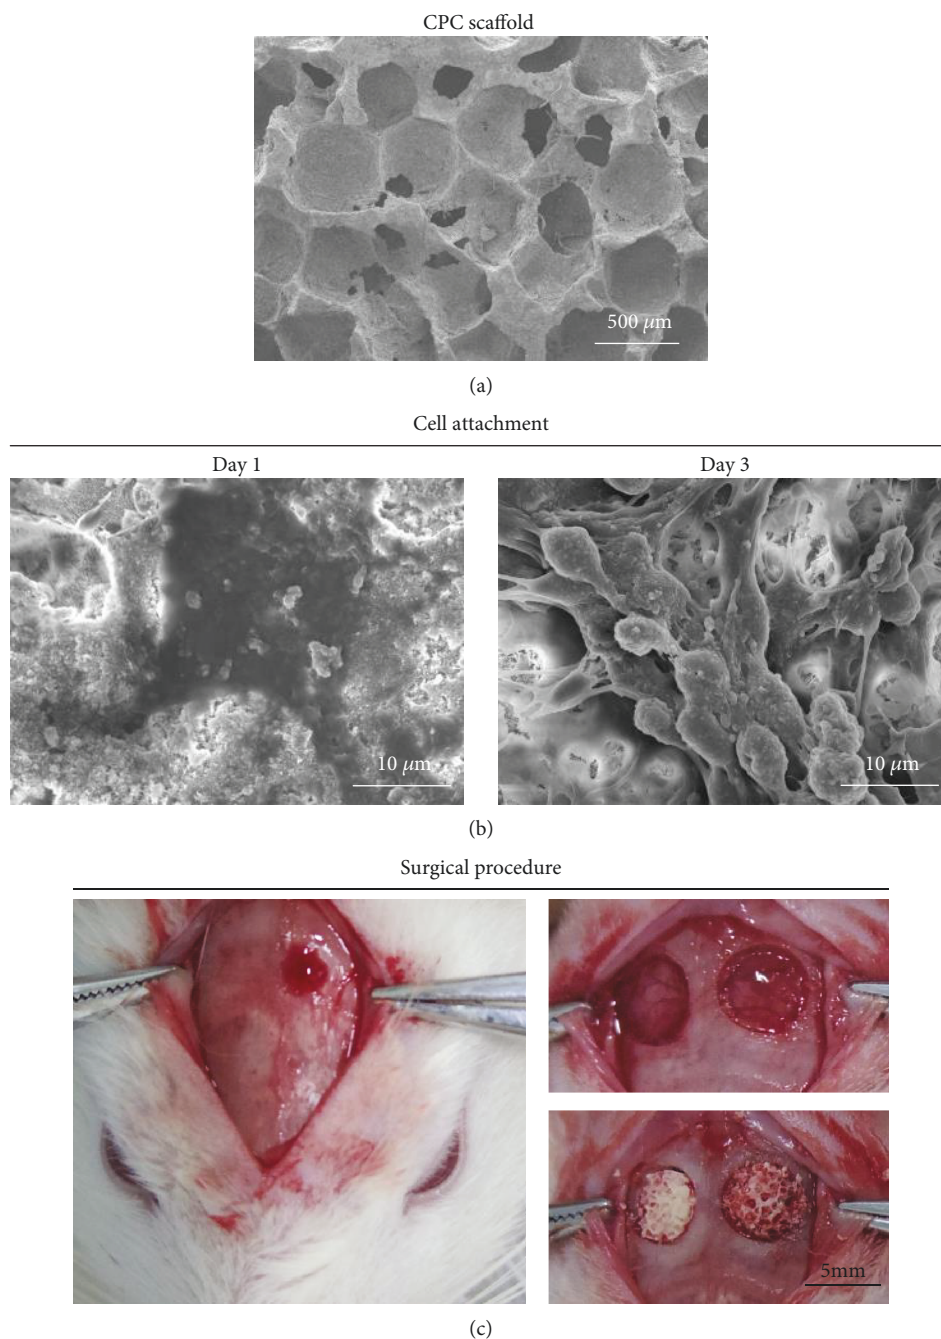 CPC scaffold
500 μm
(a)
Cell attachment
Day 1
Day 3
10 μm
10 μm
(b)
Surgical procedure
5mm
(c)